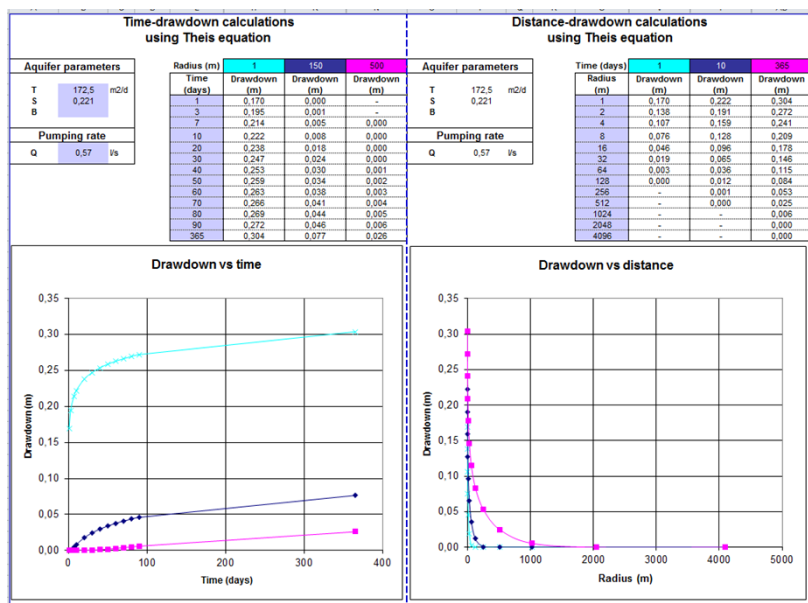 Time-drawdown calculations
using Theis equation
Aquifer parameters
T 172,5 m2/d
S 0,221
B
Pumping rate
Q 0,57 l/s
Radius (m) 1 150 500
Time (days) Drawdown (m) Drawdown (m) Drawdown (m)
1 0,170 0,000 -
3 0,195 0,001 -
7 0,214 0,005 0,000
10 0,222 0,008 0,000
20 0,238 0,018 0,000
30 0,247 0,024 0,000
40 0,253 0,030 0,001
50 0,259 0,034 0,002
60 0,263 0,038 0,003
70 0,266 0,041 0,004
80 0,269 0,044 0,005
90 0,272 0,046 0,006
365 0,304 0,077 0,026
Drawdown vs time
0,35
0,30
0,25
0,20
0,15
0,10
0,05
0,00
Drawdown (m)
0 100 200 300 400
Time (days)
Distance-drawdown calculations
using Theis equation
Aquifer parameters
T 172,5 m2/d
S 0,221
B
Pumping rate
Q 0,57 l/s
Time (days) 1 10 365
Radius (m) Drawdown (m) Drawdown (m) Drawdown (m)
1 0,170 0,222 0,304
2 0,138 0,191 0,272
4 0,107 0,159 0,241
8 0,076 0,128 0,209
16 0,046 0,096 0,178
32 0,019 0,065 0,146
64 0,003 0,036 0,115
128 0,000 0,012 0,084
256 - 0,001 0,053
512 - 0,000 0,025
1024 - - 0,006
2048 - - 0,000
4096 - - 0,000
Drawdown vs distance
0,35
0,30
0,25
0,20
0,15
0,10
0,05
0,00
Drawdown (m)
0 1000 2000 3000 4000 5000
Radius (m)